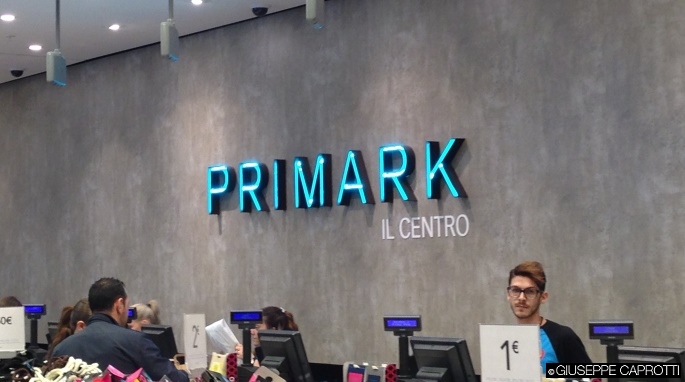 PRIMARK
IL CENTRO
2€
1€
© GIUSEPPE CAPROTTI